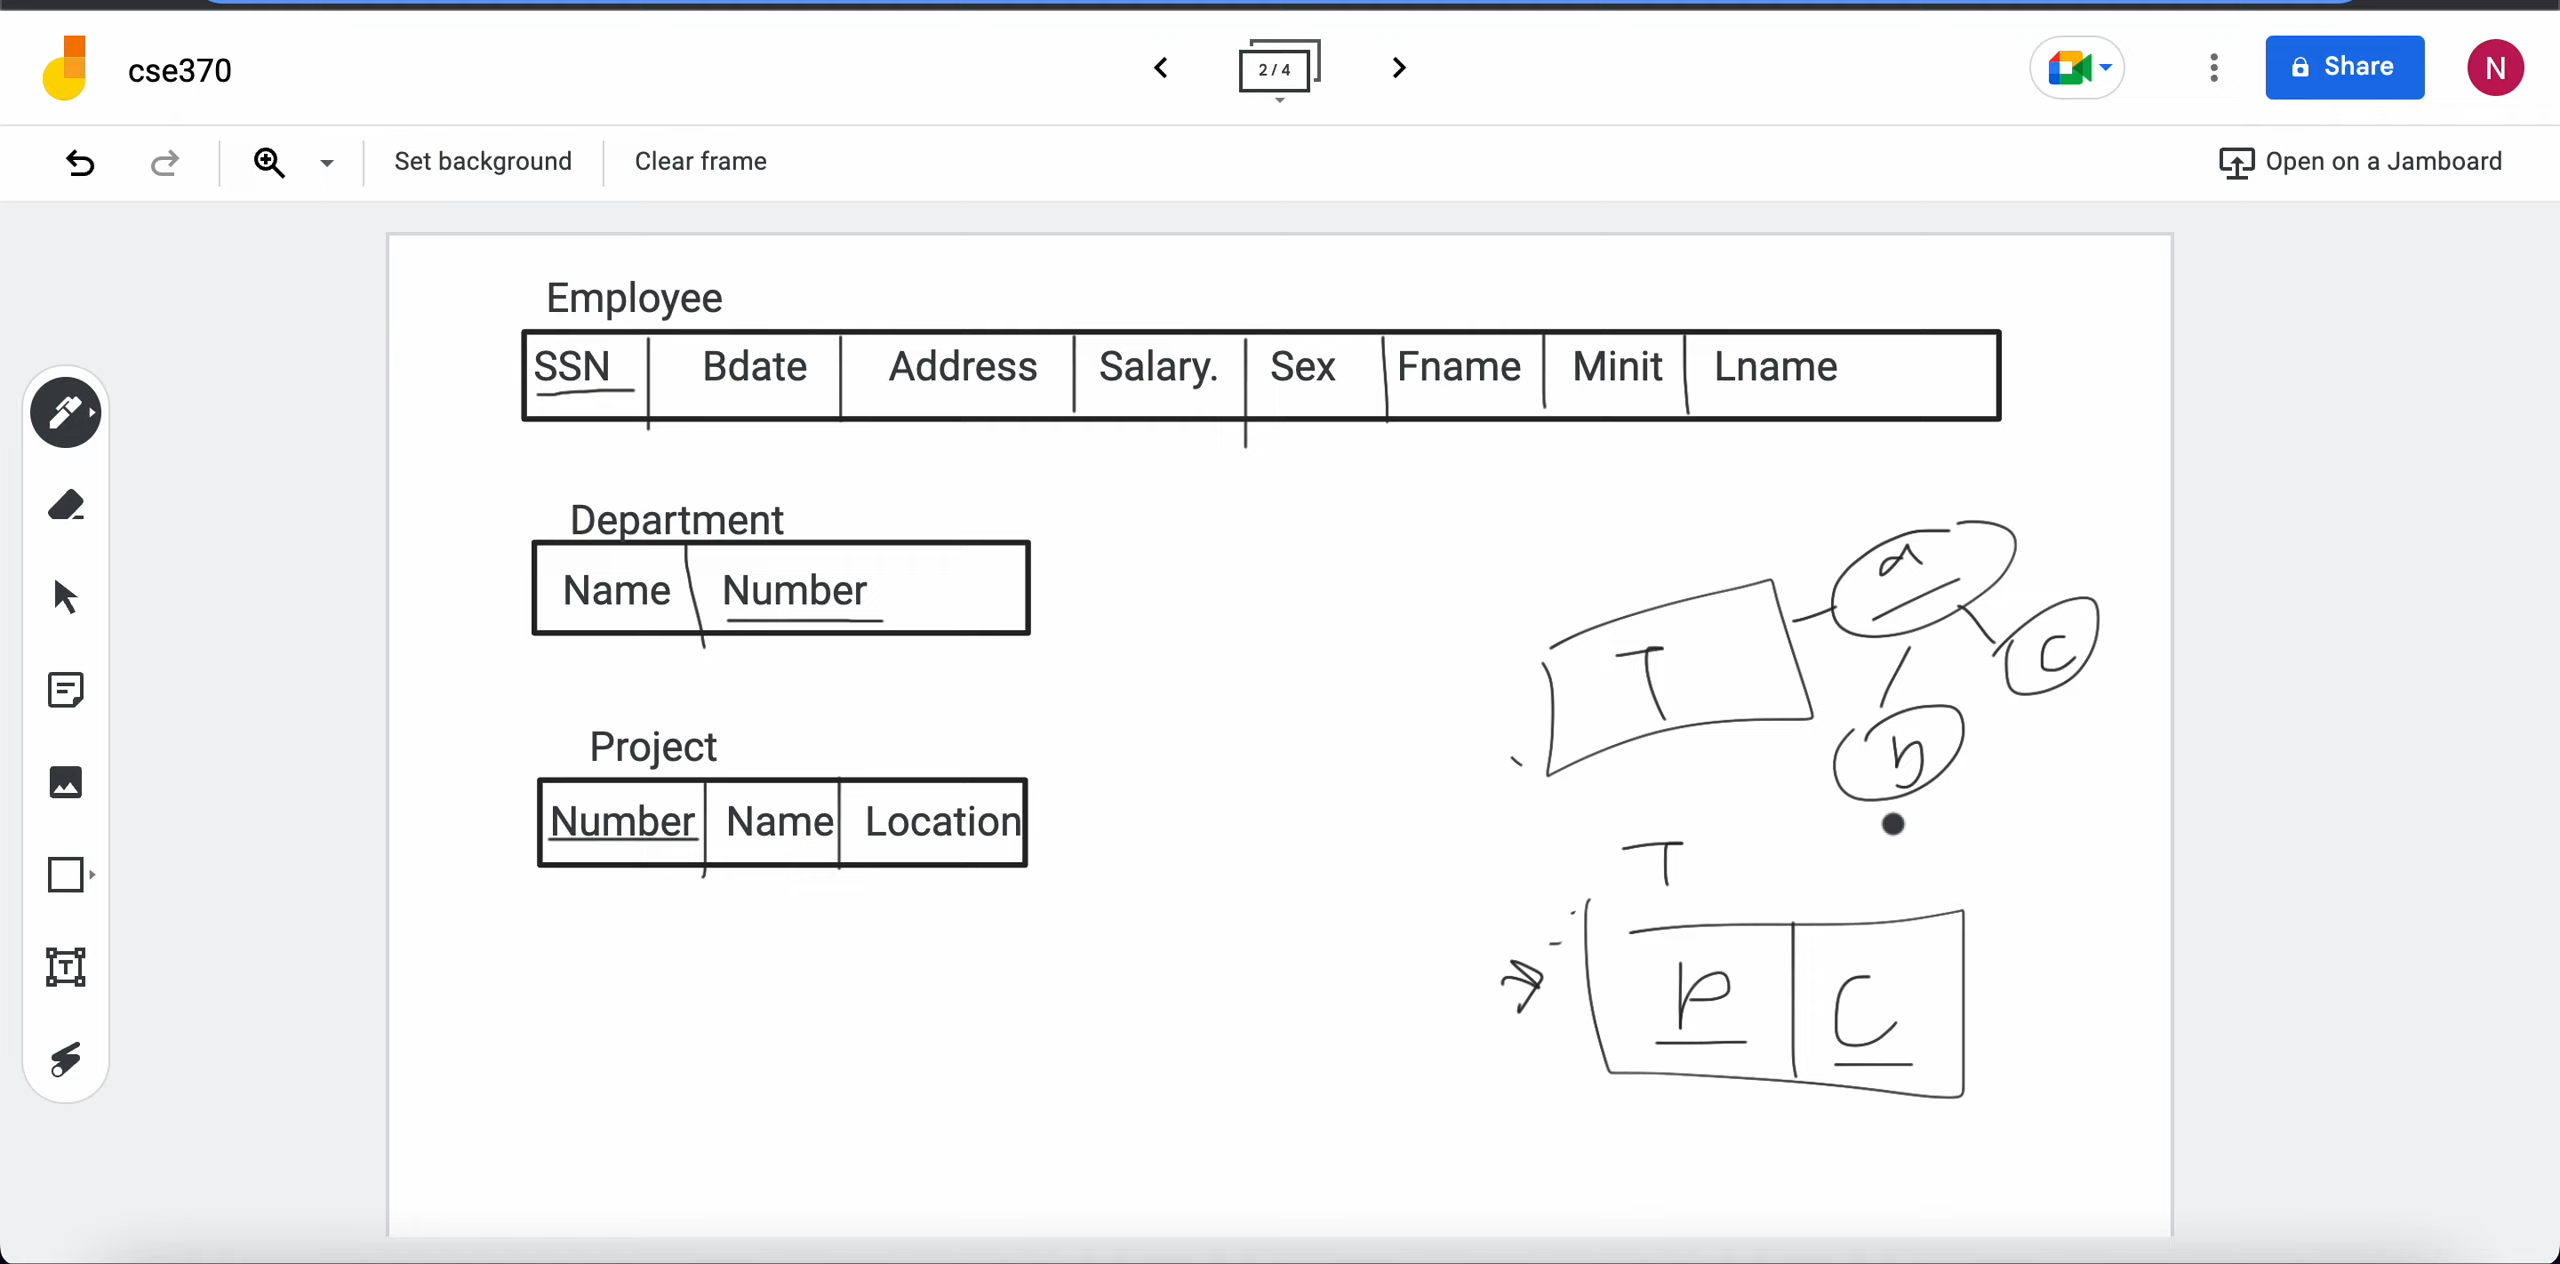 cse370
2 / 4
Share
N
Set background
Clear frame
Open on a Jamboard
Employee
SSN Bdate Address Salary. Sex Fname Minit Lname
Department
Name Number
Project
Number Name Location
a
T
c
b
T
b C